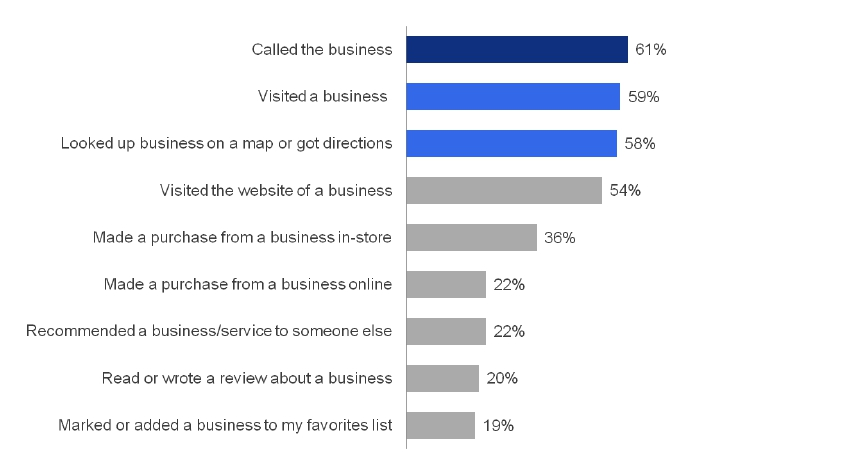 Called the business 61%
Visited a business 59%
Looked up business on a map or got directions 58%
Visited the website of a business 54%
Made a purchase from a business in-store 36%
Made a purchase from a business online 22%
Recommended a business/service to someone else 22%
Read or wrote a review about a business 20%
Marked or added a business to my favorites list 19%